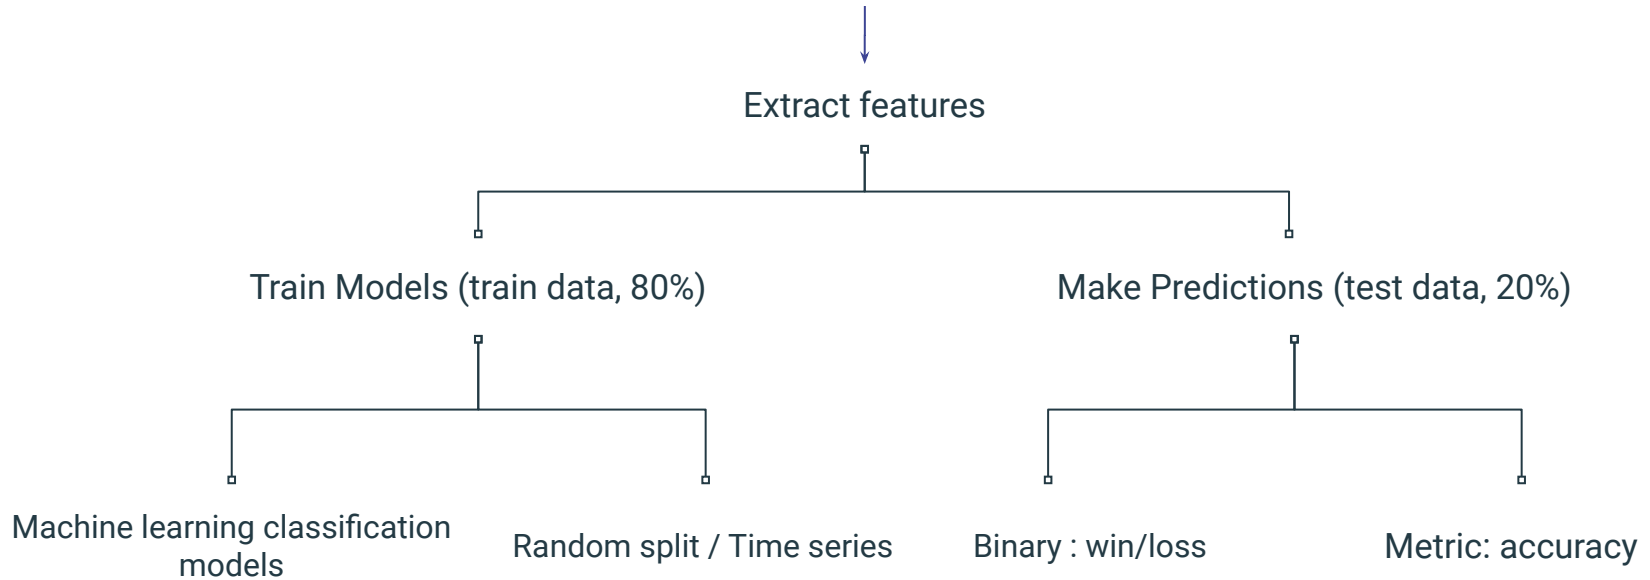 Extract features
Train Models (train data, 80%)
Make Predictions (test data, 20%)
Machine learning classification
models
Random split / Time series
Binary : win/loss
Metric: accuracy